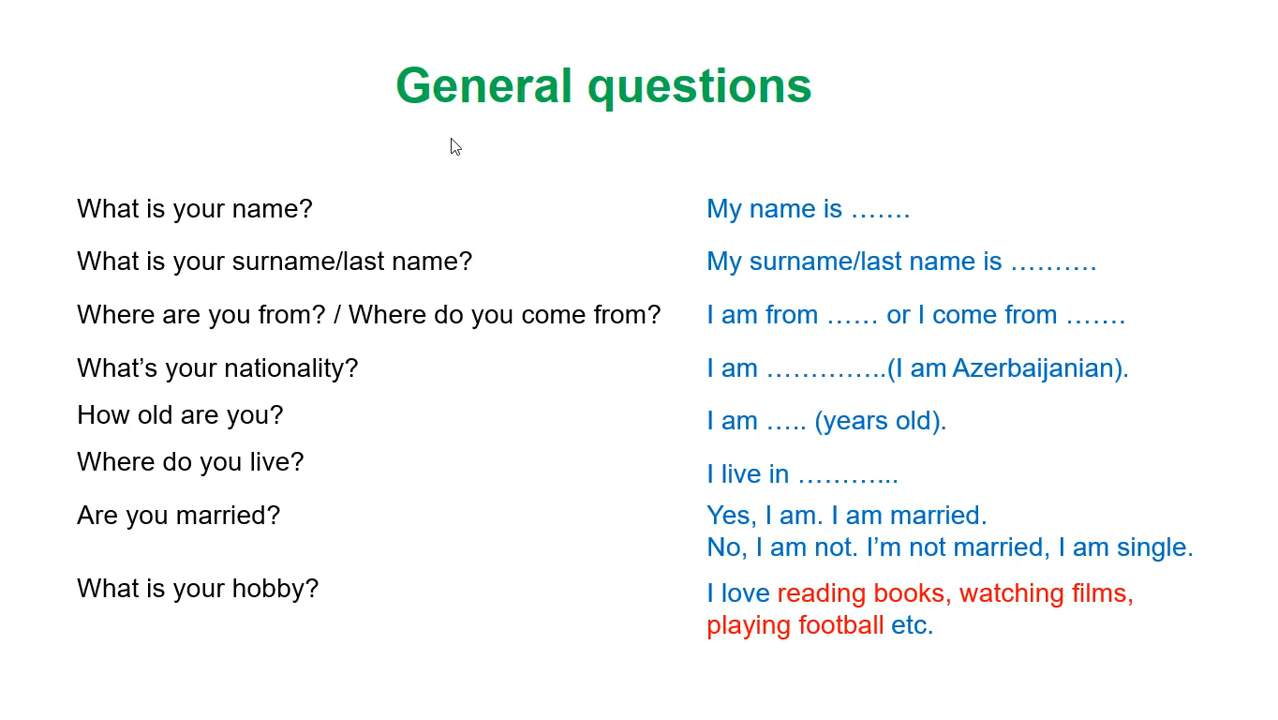 General questions
What is your name?
My name is …….
What is your surname/last name?
My surname/last name is ……….
Where are you from? / Where do you come from?
I am from …… or I come from …….
What’s your nationality?
I am …………..(I am Azerbaijanian).
How old are you?
I am ….. (years old).
Where do you live?
I live in ………...
Are you married?
Yes, I am. I am married.
No, I am not. I’m not married, I am single.
What is your hobby?
I love reading books, watching films,
playing football etc.